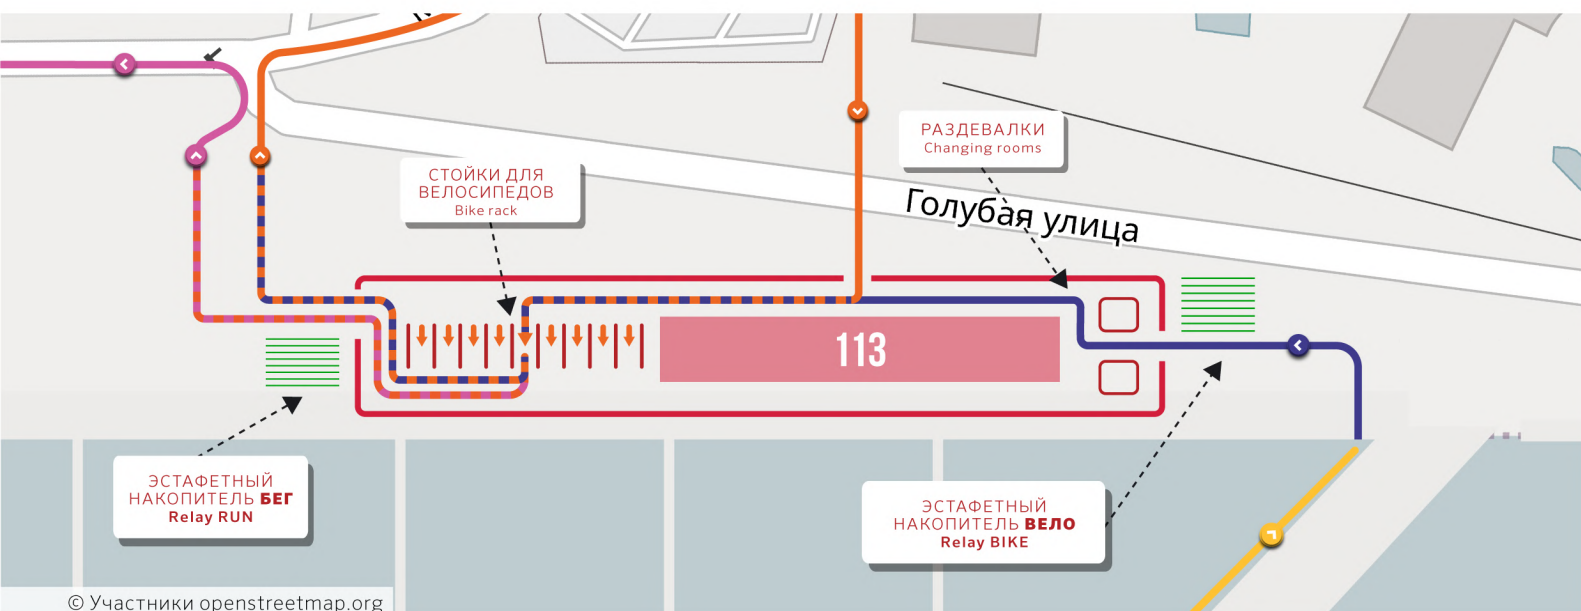 РАЗДЕВАЛКИ
Changing rooms
СТОЙКИ ДЛЯ
ВЕЛОСИПЕДОВ
Bike rack
Голубая улица
113
ЭСТАФЕТНЫЙ
НАКОПИТЕЛЬ БЕГ
Relay RUN
ЭСТАФЕТНЫЙ
НАКОПИТЕЛЬ ВЕЛО
Relay BIKE
© Участники openstreetmap.org